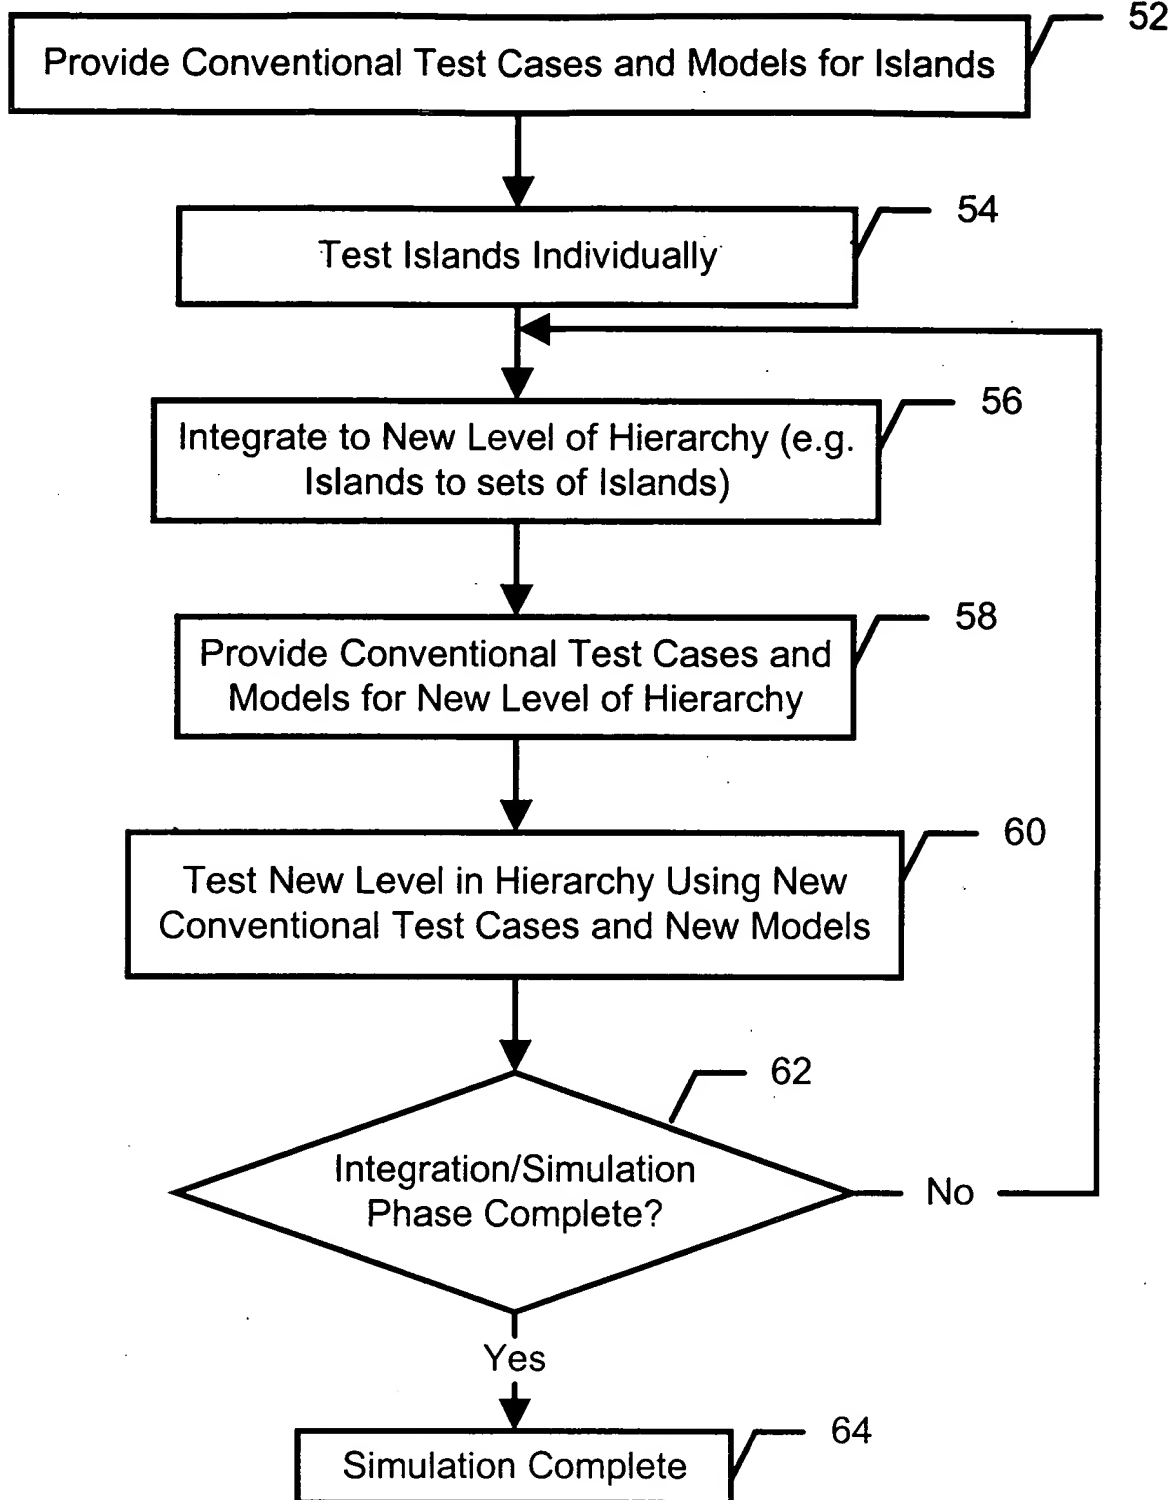 52
Provide Conventional Test Cases and Models for Islands
54
Test Islands Individually
56
Integrate to New Level of Hierarchy (e.g.
Islands to sets of Islands)
58
Provide Conventional Test Cases and
Models for New Level of Hierarchy
60
Test New Level in Hierarchy Using New
Conventional Test Cases and New Models
62
Integration/Simulation
Phase Complete?
No
Yes
64
Simulation Complete